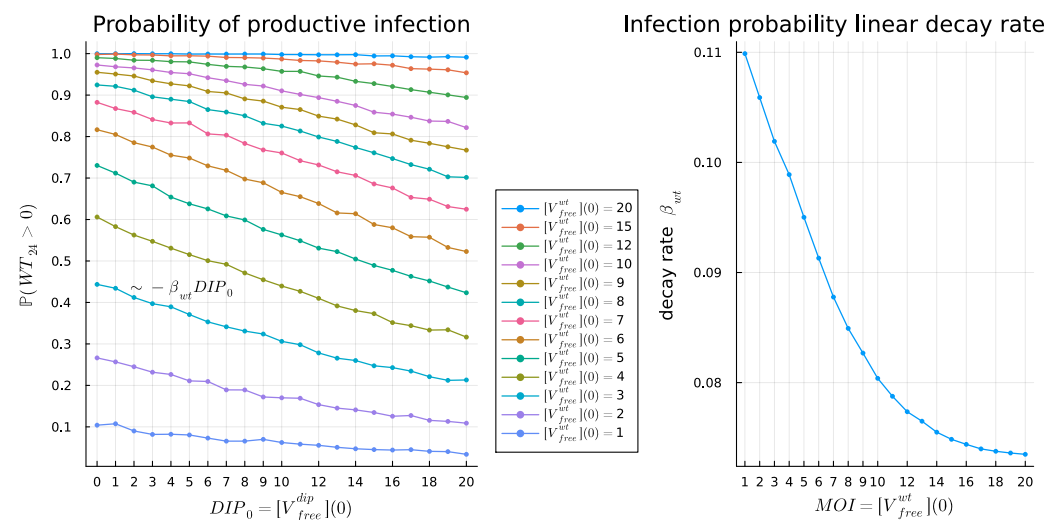 Probability of productive infection
ℙ(WT_24 > 0)
1.0
0.9
0.8
0.7
0.6
0.5
0.4
0.3
0.2
0.1
∼ − β_wt DIP_0
0 1 2 3 4 5 6 7 8 9 10 12 14 16 18 20
DIP_0 = [V^dip_free](0)
[V^wt_free](0) = 20
[V^wt_free](0) = 15
[V^wt_free](0) = 12
[V^wt_free](0) = 10
[V^wt_free](0) = 9
[V^wt_free](0) = 8
[V^wt_free](0) = 7
[V^wt_free](0) = 6
[V^wt_free](0) = 5
[V^wt_free](0) = 4
[V^wt_free](0) = 3
[V^wt_free](0) = 2
[V^wt_free](0) = 1
Infection probability linear decay rate
decay rate β_wt
0.11
0.10
0.09
0.08
1 2 3 4 5 6 7 8 9 10 12 14 16 18 20
MOI = [V^wt_free](0)